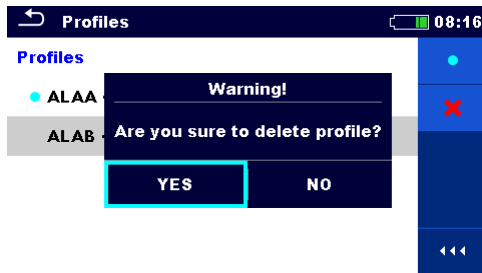 Profiles
08:16
Profiles
ALAA
Warning!
Are you sure to delete profile?
ALAB
YES
NO